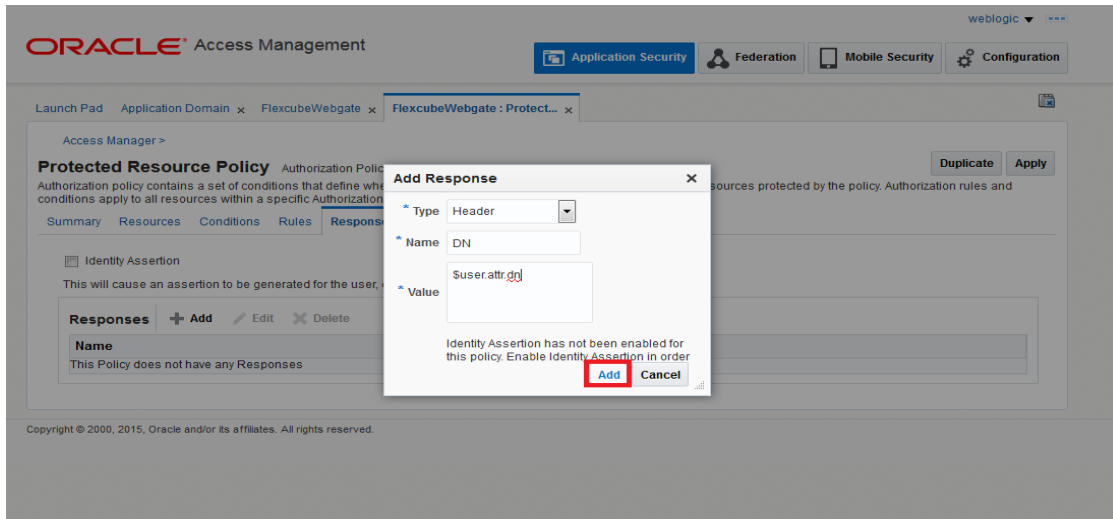 weblogic
ORACLE Access Management
Application Security
Federation
Mobile Security
Configuration
Launch Pad
Application Domain
FlexcubeWebgate
FlexcubeWebgate : Protect...
Access Manager >
Protected Resource Policy Authorization Polic
Duplicate
Apply
Authorization policy contains a set of conditions that define whe
sources protected by the policy. Authorization rules and
conditions apply to all resources within a specific Authorization
Summary
Resources
Conditions
Rules
Respons
Identity Assertion
This will cause an assertion to be generated for the user,
Responses
Add
Edit
Delete
Name
This Policy does not have any Responses
Add Response
* Type Header
* Name DN
* Value $user.attr.dn
Identity Assertion has not been enabled for
this policy. Enable Identity Assertion in order
Add
Cancel
Copyright © 2000, 2015, Oracle and/or its affiliates. All rights reserved.